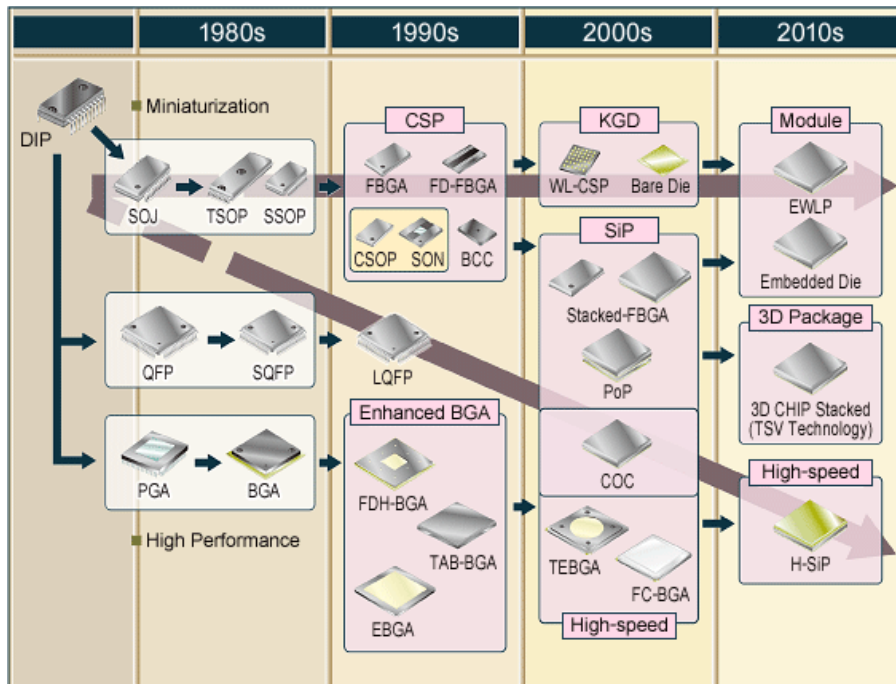 1980s
1990s
2000s
2010s
DIP
Miniaturization
SOJ
TSOP
SSOP
QFP
SQFP
PGA
BGA
High Performance
CSP
FBGA
FD-FBGA
CSOP
SON
BCC
LQFP
Enhanced BGA
FDH-BGA
TAB-BGA
EBGA
KGD
WL-CSP
Bare Die
SiP
Stacked-FBGA
PoP
COC
TEBGA
FC-BGA
High-speed
Module
EWLP
Embedded Die
3D Package
3D CHIP Stacked
(TSV Technology)
High-speed
H-SiP